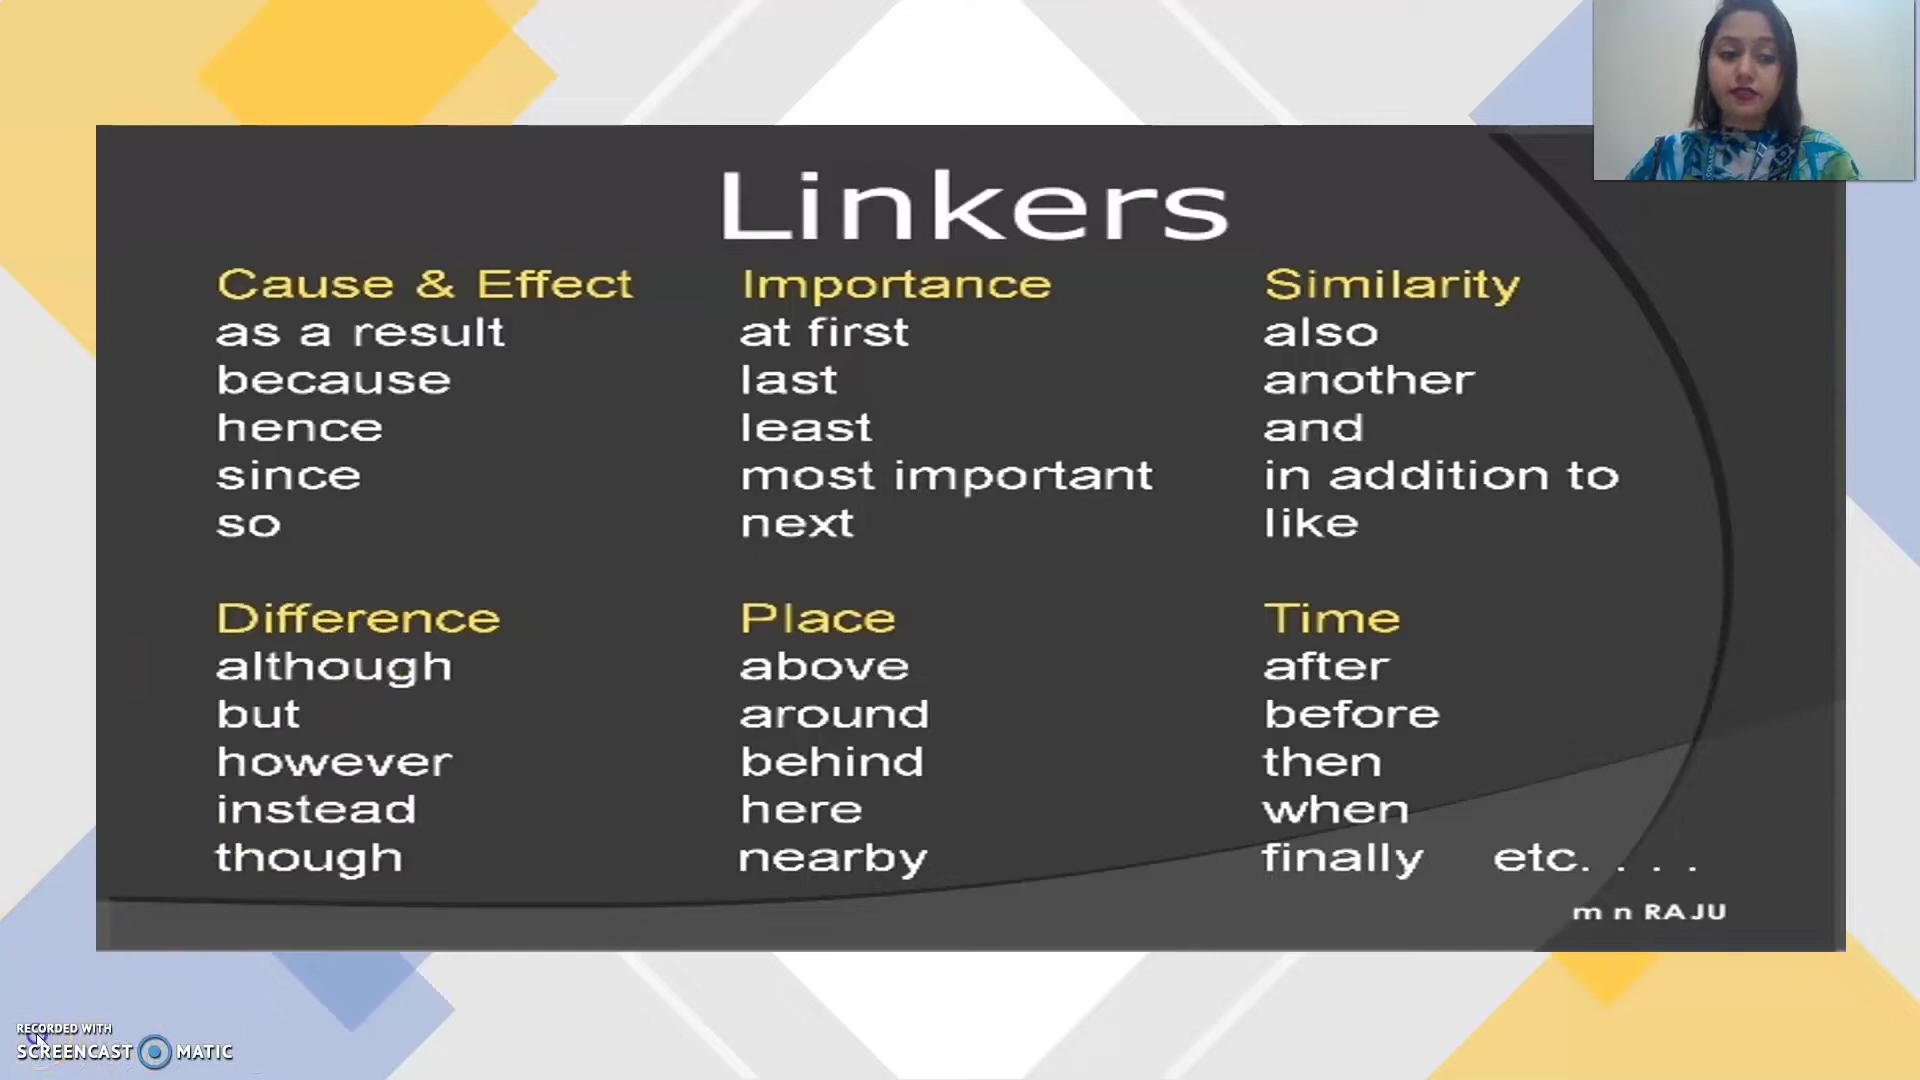 Linkers
Cause & Effect
as a result
because
hence
since
so
Importance
at first
last
least
most important
next
Similarity
also
another
and
in addition to
like
Difference
although
but
however
instead
though
Place
above
around
behind
here
nearby
Time
after
before
then
when
finally etc. . . .
m n RAJU
RECORDED WITH
SCREENCAST MATIC